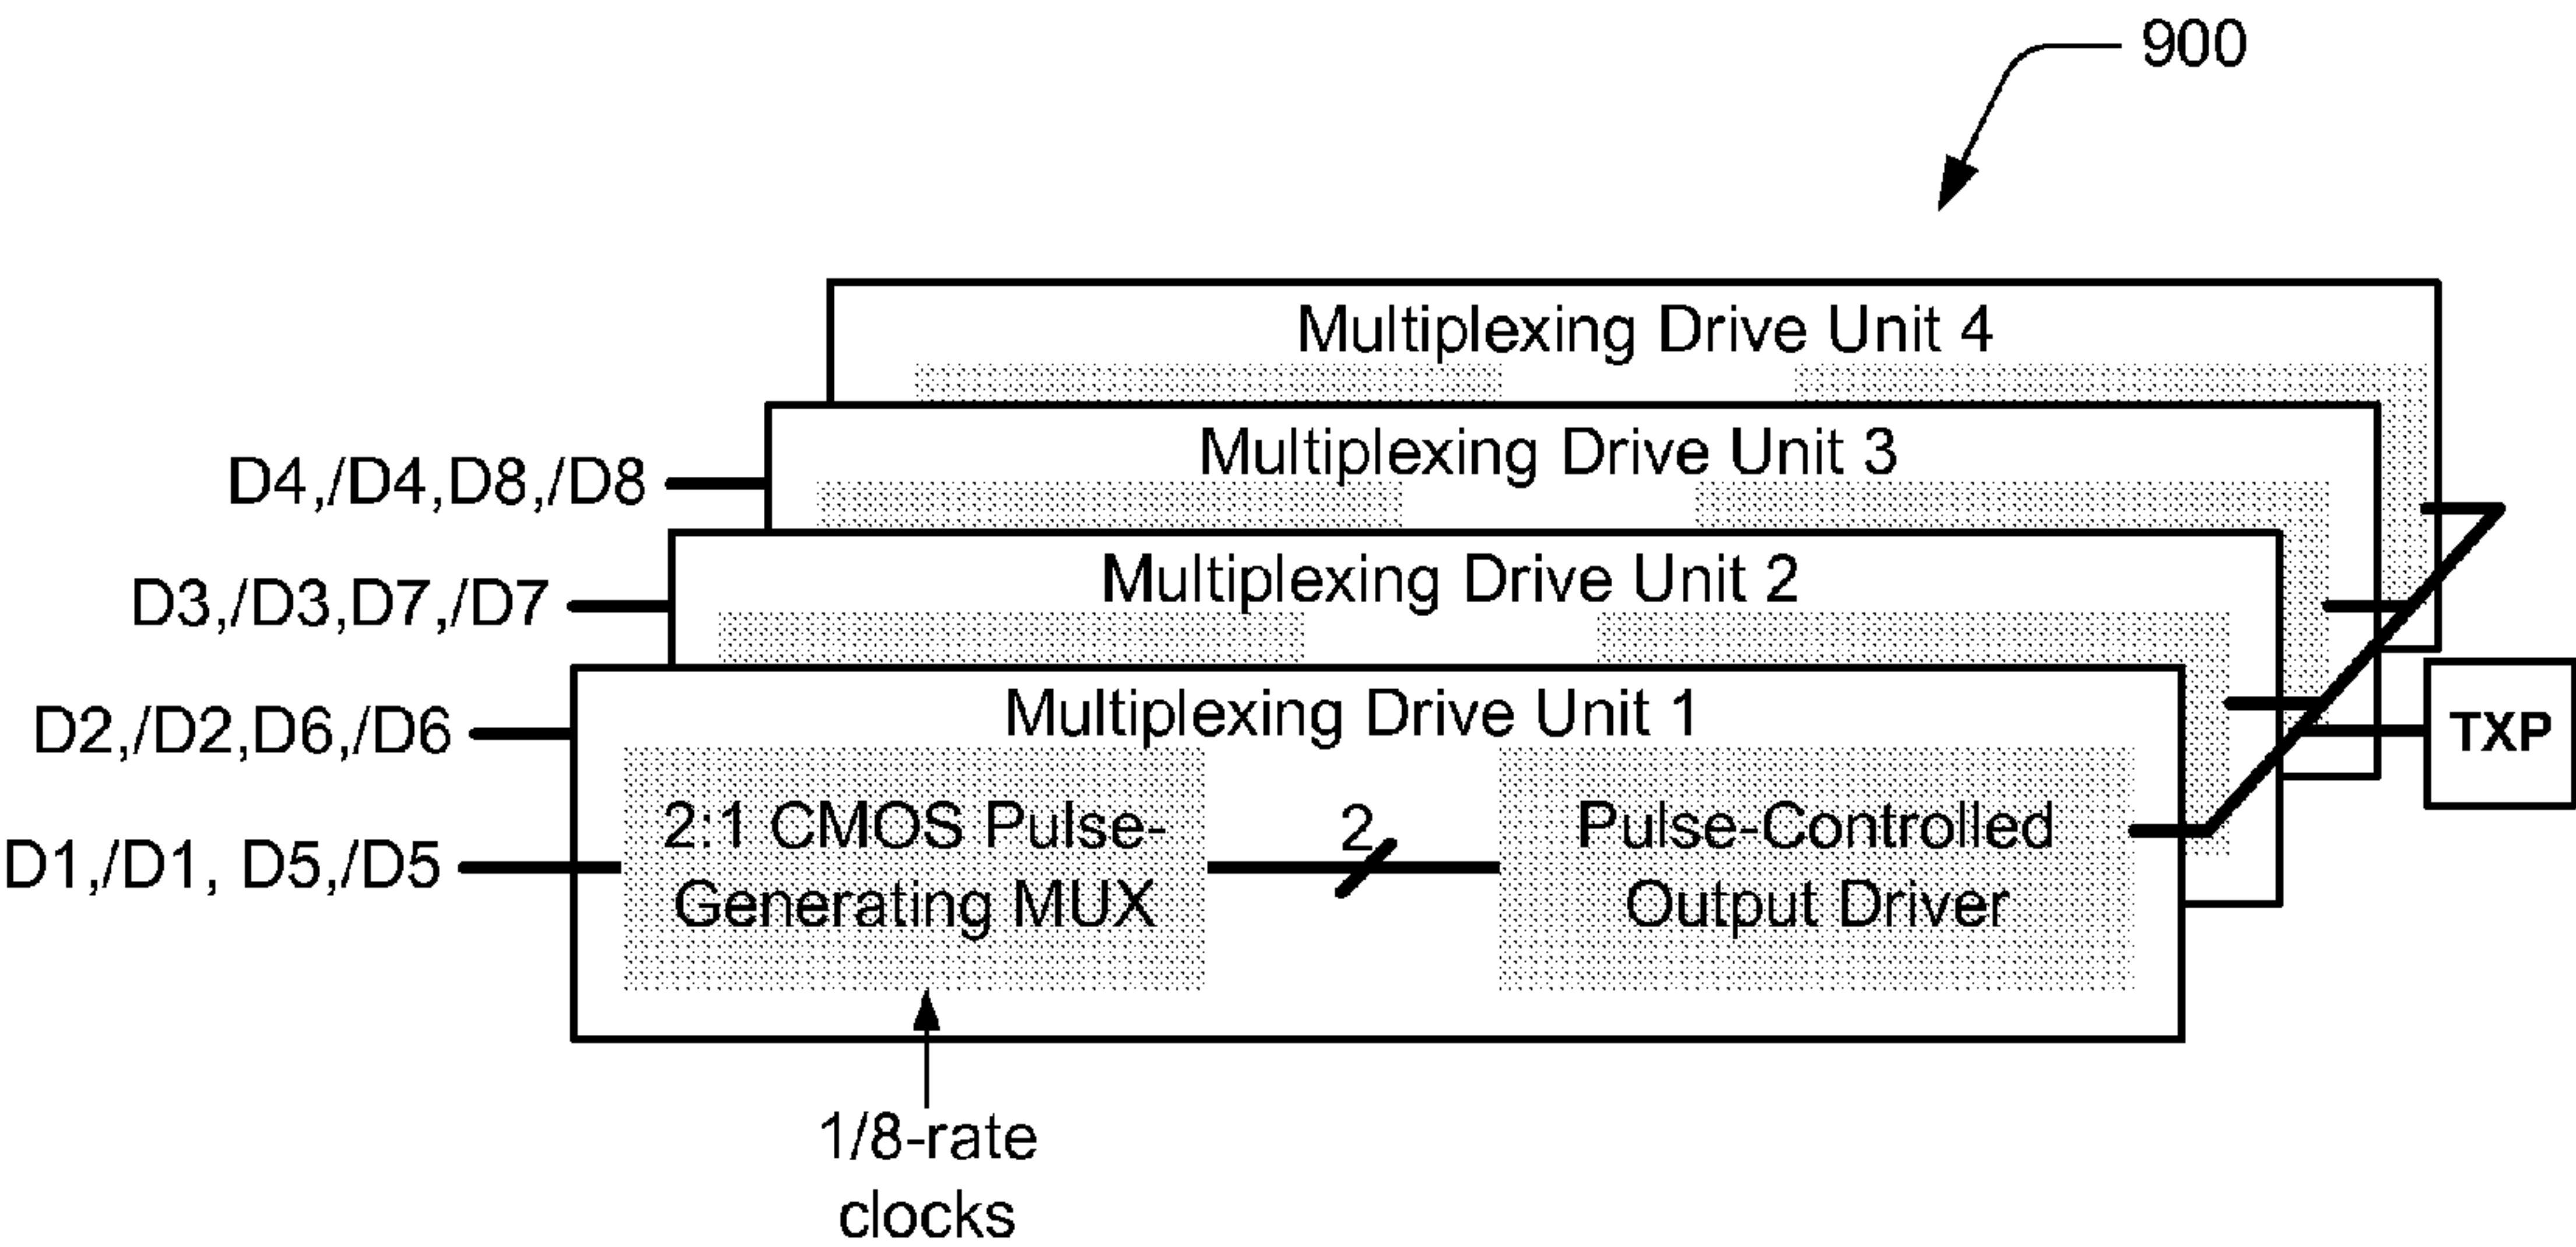 900
Multiplexing Drive Unit 4
Multiplexing Drive Unit 3
D4,/D4,D8,/D8
Multiplexing Drive Unit 2
D3,/D3,D7,/D7
Multiplexing Drive Unit 1
D2,/D2,D6,/D6
TXP
2:1 CMOS Pulse-
Generating MUX
2
Pulse-Controlled
Output Driver
D1,/D1, D5,/D5
1/8-rate
clocks